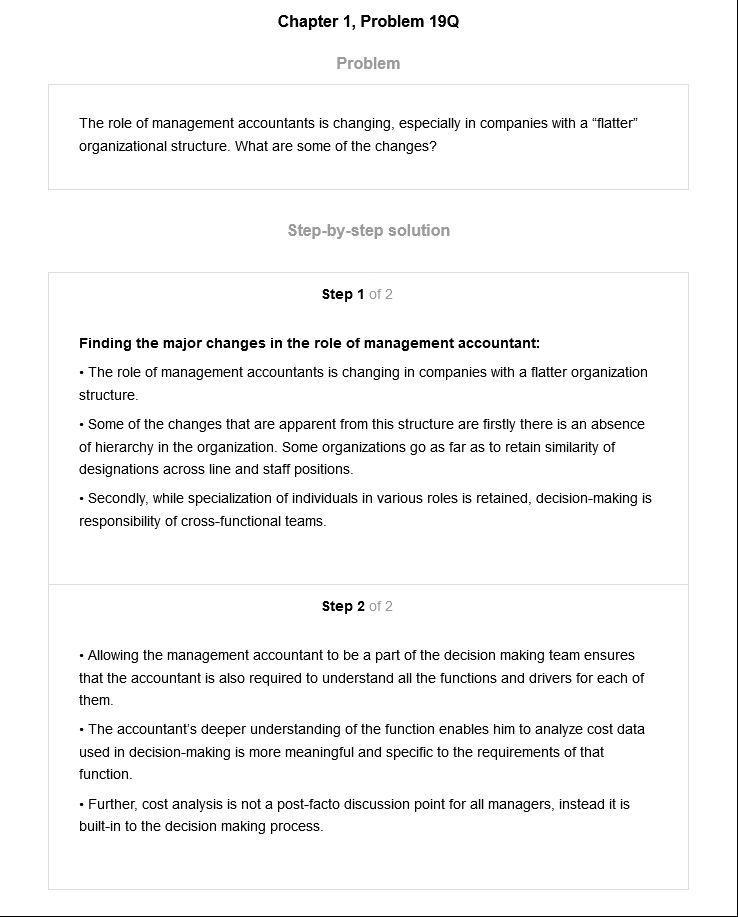 Chapter 1, Problem 19Q
Problem
The role of management accountants is changing, especially in companies with a “flatter”
organizational structure. What are some of the changes?
Step-by-step solution
Step 1 of 2
Finding the major changes in the role of management accountant:
• The role of management accountants is changing in companies with a flatter organization
structure.
• Some of the changes that are apparent from this structure are firstly there is an absence
of hierarchy in the organization. Some organizations go as far as to retain similarity of
designations across line and staff positions.
• Secondly, while specialization of individuals in various roles is retained, decision-making is
responsibility of cross-functional teams.
Step 2 of 2
• Allowing the management accountant to be a part of the decision making team ensures
that the accountant is also required to understand all the functions and drivers for each of
them.
• The accountant’s deeper understanding of the function enables him to analyze cost data
used in decision-making is more meaningful and specific to the requirements of that
function.
• Further, cost analysis is not a post-facto discussion point for all managers, instead it is
built-in to the decision making process.